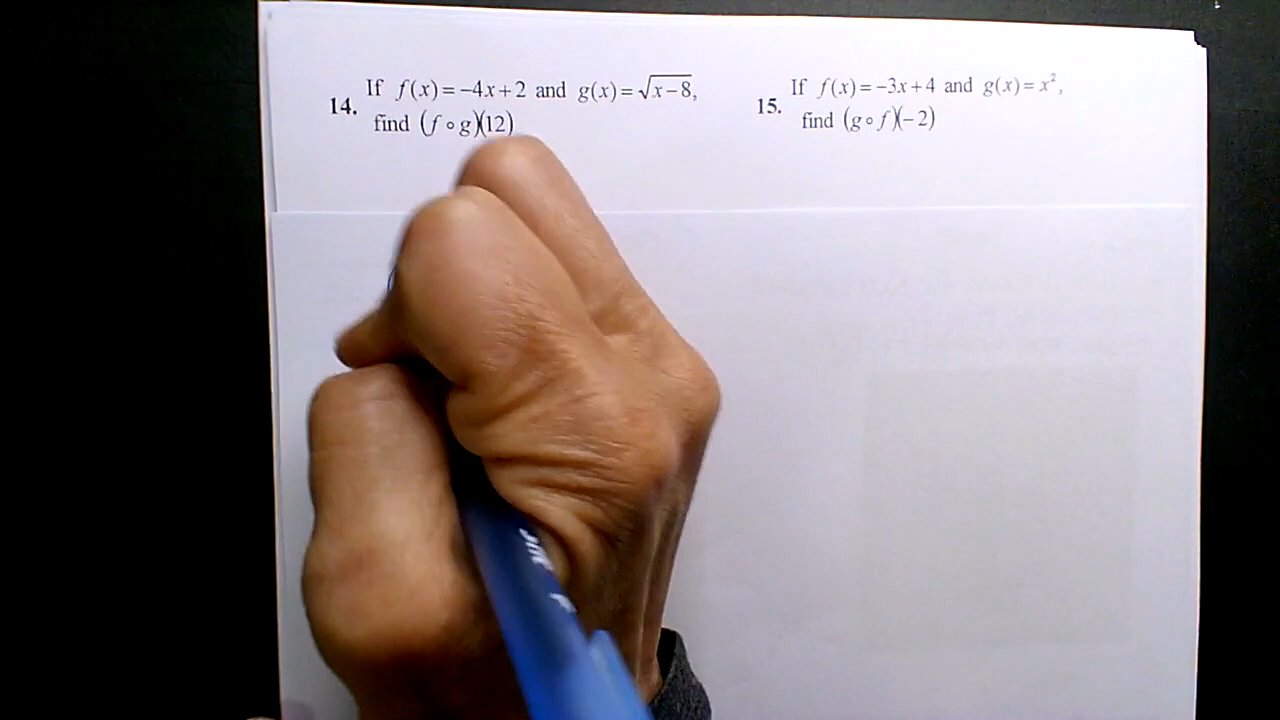 14. If f(x) = −4x + 2 and g(x) = √x − 8,
find (f ∘ g)(12)
15. If f(x) = −3x + 4 and g(x) = x²,
find (g ∘ f)(−2)